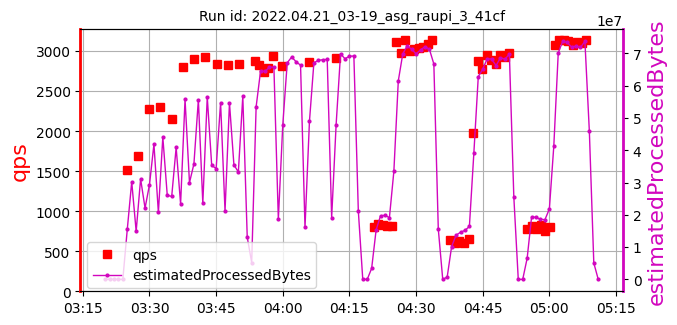 Run id: 2022.04.21_03-19_asg_raupi_3_41cf
1e7
3000
2500
2000
1500
1000
500
0
qps
7
6
5
4
3
2
1
0
estimatedProcessedBytes
qps
estimatedProcessedBytes
03:15 03:30 03:45 04:00 04:15 04:30 04:45 05:00 05:15